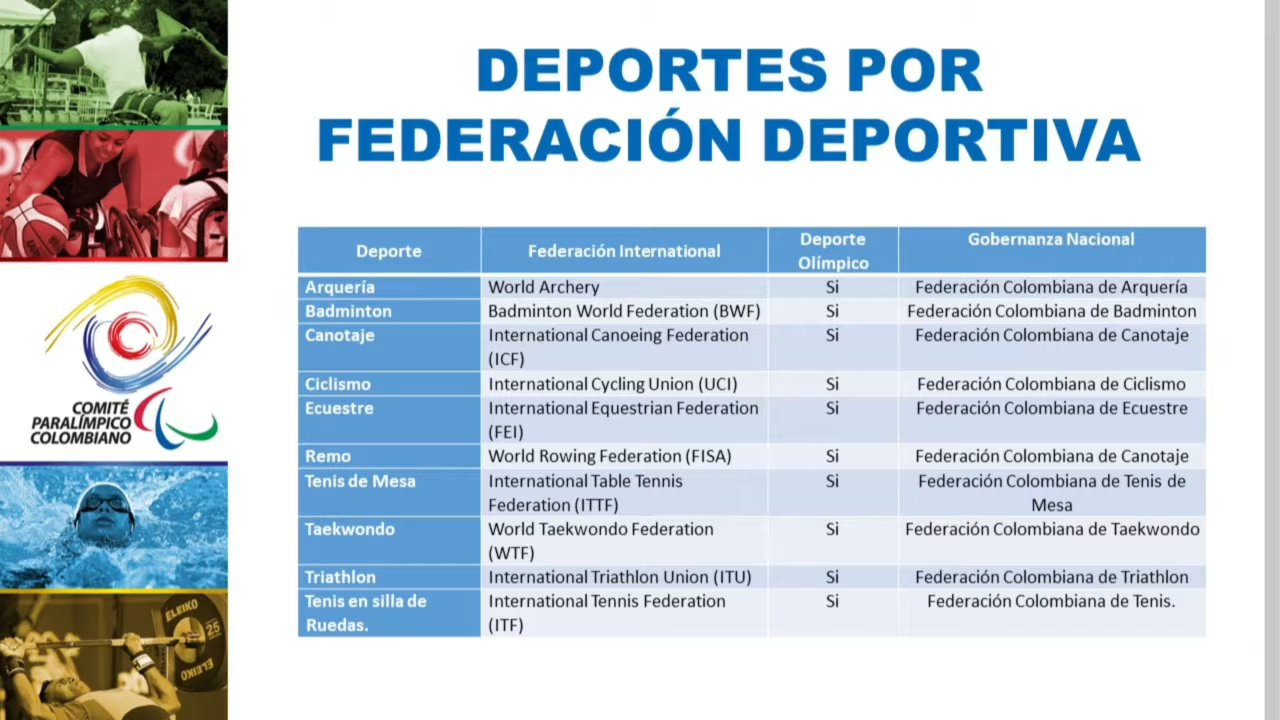 DEPORTES POR
FEDERACIÓN DEPORTIVA
Deporte
Federación International
Deporte
Olímpico
Gobernanza Nacional
Arquería
World Archery
Si
Federación Colombiana de Arquería
Badminton
Badminton World Federation (BWF)
Si
Federación Colombiana de Badminton
Canotaje
International Canoeing Federation
(ICF)
Si
Federación Colombiana de Canotaje
Ciclismo
International Cycling Union (UCI)
Si
Federación Colombiana de Ciclismo
Ecuestre
International Equestrian Federation
(FEI)
Si
Federación Colombiana de Ecuestre
Remo
World Rowing Federation (FISA)
Si
Federación Colombiana de Canotaje
Tenis de Mesa
International Table Tennis
Federation (ITTF)
Si
Federación Colombiana de Tenis de
Mesa
Taekwondo
World Taekwondo Federation
(WTF)
Si
Federación Colombiana de Taekwondo
Triathlon
International Triathlon Union (ITU)
Si
Federación Colombiana de Triathlon
Tenis en silla de
Ruedas.
International Tennis Federation
(ITF)
Si
Federación Colombiana de Tenis.
COMITÉ
PARALÍMPICO
COLOMBIANO
ELEIKO
25
ELEIKO